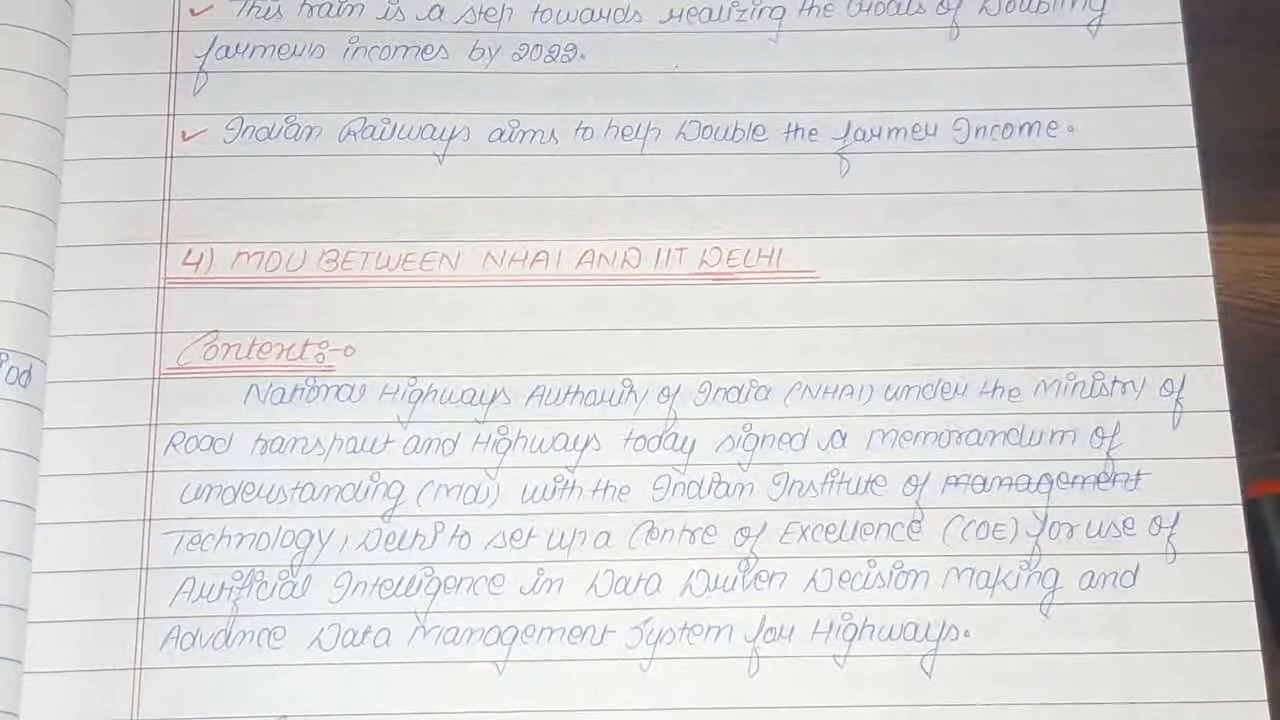 ✓ This train is a step towards realizing the Goals of Doubling
farmers incomes by 2022.
✓ Indian Railways aims to help Double the farmer Income.
4) MOU BETWEEN NHAI AND IIT DELHI
Context:-
National Highways Authority of India (NHAI) under the Ministry of
Road transport and Highways today signed a memorandum of
understanding (MOU) with the Indian Institute of management
Technology, Delhi to set up a Centre of Excellence (COE) for use of
Artificial Intelligence in Data Driven Decision Making and
Advance Data Management System for Highways.